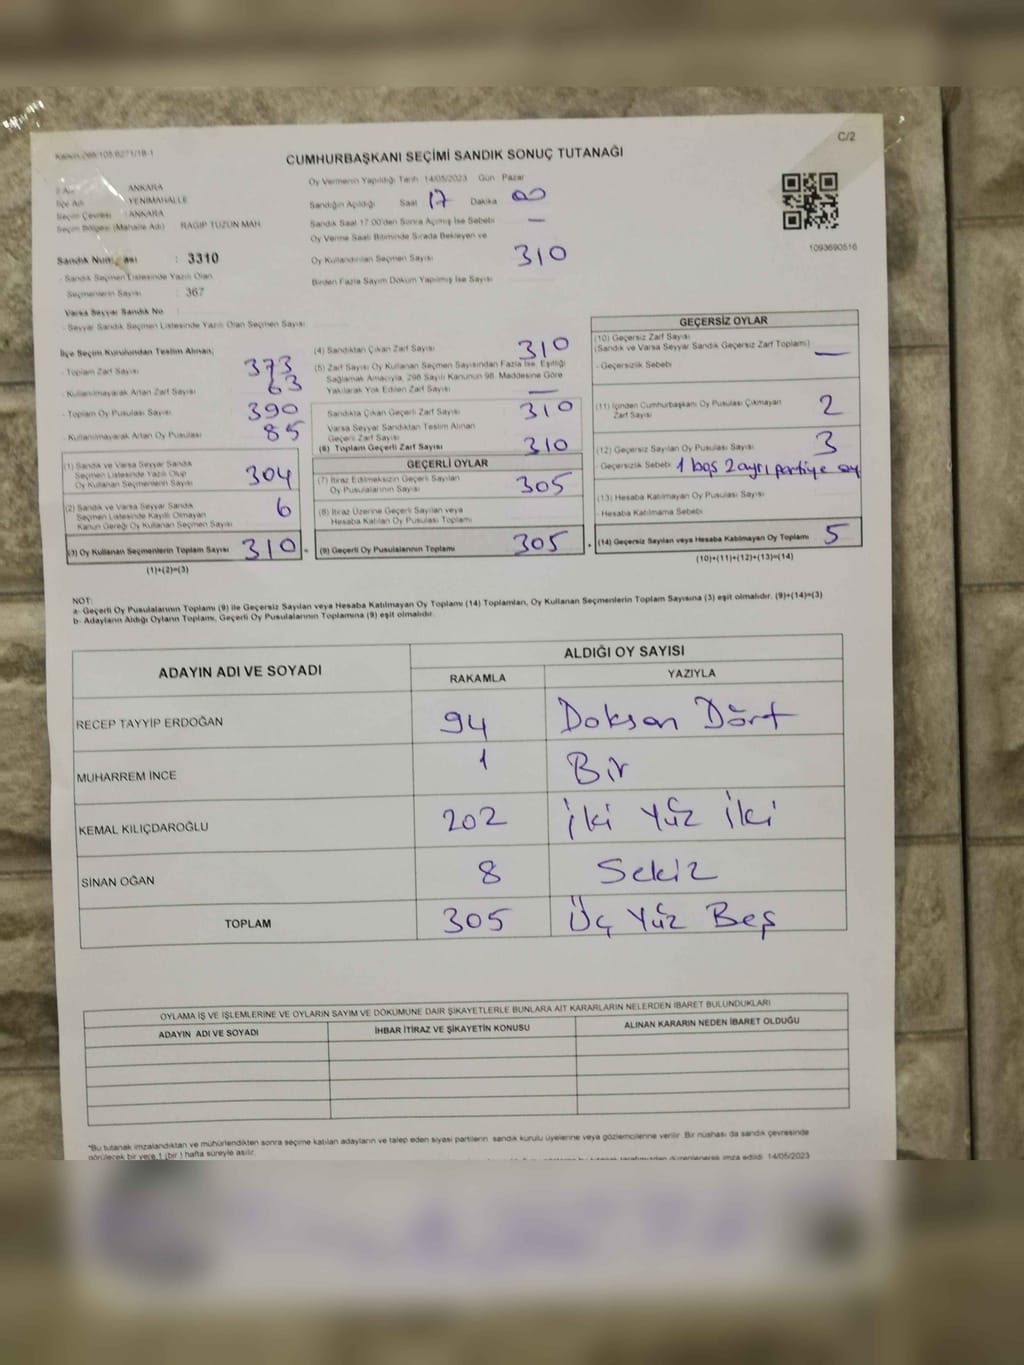 C/2
CUMHURBAŞKANI SEÇİMİ SANDIK SONUÇ TUTANAĞI
ANKARA
İlçe Adı YENİMAHALLE
Seçim Çevresi : ANKARA
Seçim Bölgesi (Mahalle Adı) RAGIP TÜZÜN MAH
Sandık Num ası : 3310
- Sandık Seçmen Listesinde Yazılı Olan
Seçmenlerin Sayısı : 367
Varsa Seyyar Sandık No
- Seyyar Sandık Seçmen Listesinde Yazılı Olan Seçmen Sayısı
Oy Vermenin Yapıldığı Tarih 14/05/2023 Gün Pazar
Sandığın Açıldığı Saat 17 Dakika 00
Sandık Saat 17:00'den Sonra Açılmış İse Sebebi —
Oy Verme Saati Bitiminde Sırada Bekleyen ve
Oy Kullandırılan Seçmen Sayısı 310
Birden Fazla Sayım Döküm Yapılmış İse Sayısı
1093690516
İlçe Seçim Kurulundan Teslim Alınan;
- Toplam Zarf Sayısı 373
- Kullanılmayarak Artan Zarf Sayısı 63
- Toplam Oy Pusulası Sayısı 390
- Kullanılmayarak Artan Oy Pusulası 85
(1) Sandık ve Varsa Seyyar Sandık
Seçmen Listesinde Yazılı Olup
Oy Kullanan Seçmenlerin Sayısı 304
(2) Sandık ve Varsa Seyyar Sandık
Seçmen Listesinde Kayıtlı Olmayan
Kanun Gereği Oy Kullanan Seçmen Sayısı 6
(3) Oy Kullanan Seçmenlerin Toplam Sayısı 310 =
(1)+(2)=(3)
(4) Sandıktan Çıkan Zarf Sayısı 310
(5) Zarf Sayısı Oy Kullanan Seçmen Sayısından Fazla İse, Eşitliği
Sağlamak Amacıyla, 298 Sayılı Kanunun 98. Maddesine Göre
Yakılarak Yok Edilen Zarf Sayısı —
Sandıkta Çıkan Geçerli Zarf Sayısı 310
Varsa Seyyar Sandıktan Teslim Alınan
Geçerli Zarf Sayısı
(6) Toplam Geçerli Zarf Sayısı 310
GEÇERLİ OYLAR
(7) İtiraz Edilmeksizin Geçerli Sayılan
Oy Pusulalarının Sayısı 305
(8) İtiraz Üzerine Geçerli Sayılan veya
Hesaba Katılan Oy Pusulası Toplamı
(9) Geçerli Oy Pusulalarının Toplamı 305 +
GEÇERSİZ OYLAR
(10) Geçersiz Zarf Sayısı
(Sandık ve Varsa Seyyar Sandık Geçersiz Zarf Toplamı) —
- Geçersizlik Sebebi
(11) İçinden Cumhurbaşkanı Oy Pusulası Çıkmayan
Zarf Sayısı 2
(12) Geçersiz Sayılan Oy Pusulası Sayısı 3
Geçersizlik Sebebi 1 boş 2 ayrı partiye oy
(13) Hesaba Katılmayan Oy Pusulası Sayısı
- Hesaba Katılmama Sebebi
(14) Geçersiz Sayılan veya Hesaba Katılmayan Oy Toplamı 5
(10)+(11)+(12)+(13)=(14)
NOT:
a- Geçerli Oy Pusulalarının Toplamı (9) ile Geçersiz Sayılan veya Hesaba Katılmayan Oy Toplamı (14) Toplamları, Oy Kullanan Seçmenlerin Toplam Sayısına (3) eşit olmalıdır. (9)+(14)=(3)
b- Adayların Aldığı Oyların Toplamı, Geçerli Oy Pusulalarının Toplamına (9) eşit olmalıdır.
ADAYIN ADI VE SOYADI ALDIĞI OY SAYISI
RAKAMLA YAZIYLA
RECEP TAYYİP ERDOĞAN 94 Doksan Dört
MUHARREM İNCE 1 Bir
KEMAL KILIÇDAROĞLU 202 İki Yüz İki
SİNAN OĞAN 8 Sekiz
TOPLAM 305 Üç Yüz Beş
OYLAMA İŞ VE İŞLEMLERİNE VE OYLARIN SAYIM VE DÖKÜMÜNE DAİR ŞİKAYETLERLE BUNLARA AİT KARARLARIN NELERDEN İBARET BULUNDUKLARI
ADAYIN ADI VE SOYADI İHBAR İTİRAZ VE ŞİKAYETİN KONUSU ALINAN KARARIN NEDEN İBARET OLDUĞU
*Bu tutanak imzalandıktan ve mühürlendikten sonra seçime katılan adayların ve talep eden siyasi partilerin sandık kurulu üyelerine veya gözlemcilerine verilir. Bir nüshası da sandık çevresinde
görülecek bir yere 1 (bir) hafta süreyle asılır.
düzenlenerek imza edildi. 14/05/2023